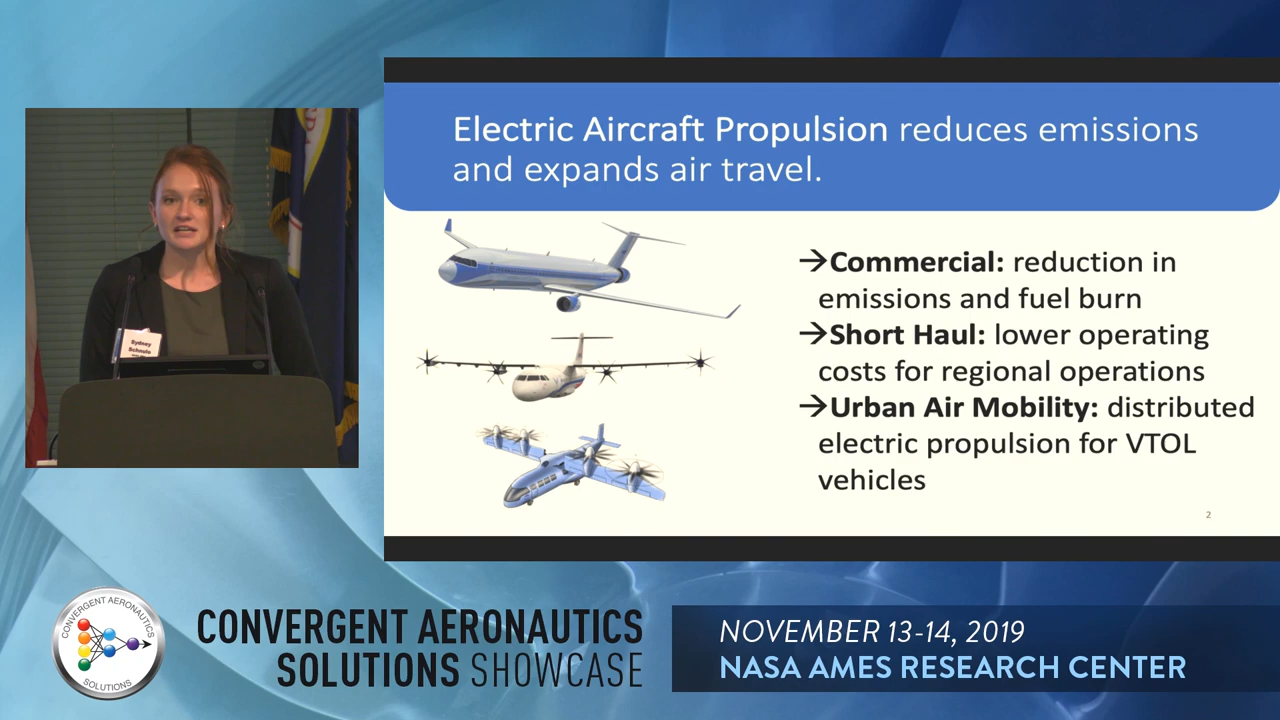 Electric Aircraft Propulsion reduces emissions
and expands air travel.
→Commercial: reduction in
emissions and fuel burn
→Short Haul: lower operating
costs for regional operations
→Urban Air Mobility: distributed
electric propulsion for VTOL
vehicles
2
Sydney
Schnulo
CONVERGENT AERONAUTICS
SOLUTIONS
CONVERGENT AERONAUTICS
SOLUTIONS SHOWCASE
NOVEMBER 13-14, 2019
NASA AMES RESEARCH CENTER